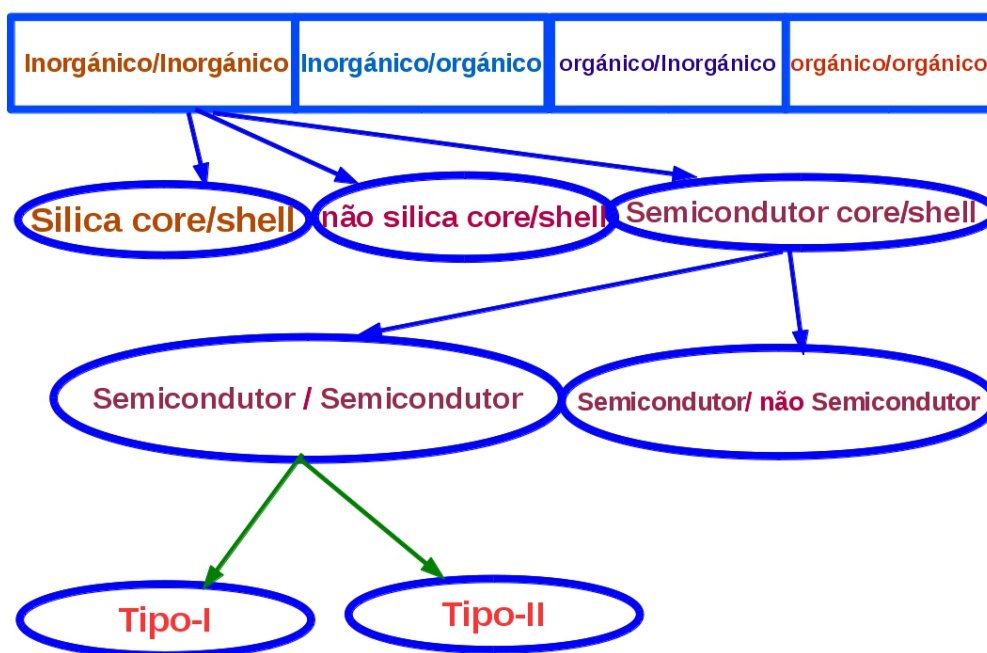 Inorgánico/Inorgánico
Inorgánico/orgánico
orgánico/Inorgánico
orgánico/orgánico
Silica core/shell
não silica core/shell
Semicondutor core/shell
Semicondutor / Semicondutor
Semicondutor/ não Semicondutor
Tipo-I
Tipo-II